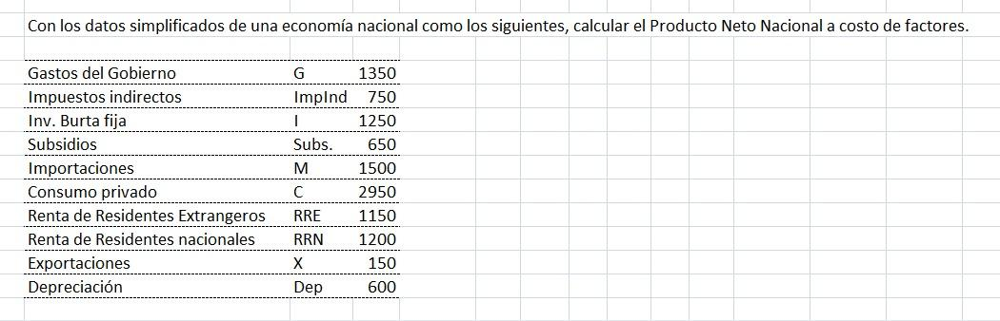 Con los datos simplificados de una economía nacional como los siguientes, calcular el Producto Neto Nacional a costo de factores.
Gastos del Gobierno G 1350
Impuestos indirectos ImpInd 750
Inv. Burta fija I 1250
Subsidios Subs. 650
Importaciones M 1500
Consumo privado C 2950
Renta de Residentes Extrangeros RRE 1150
Renta de Residentes nacionales RRN 1200
Exportaciones X 150
Depreciación Dep 600